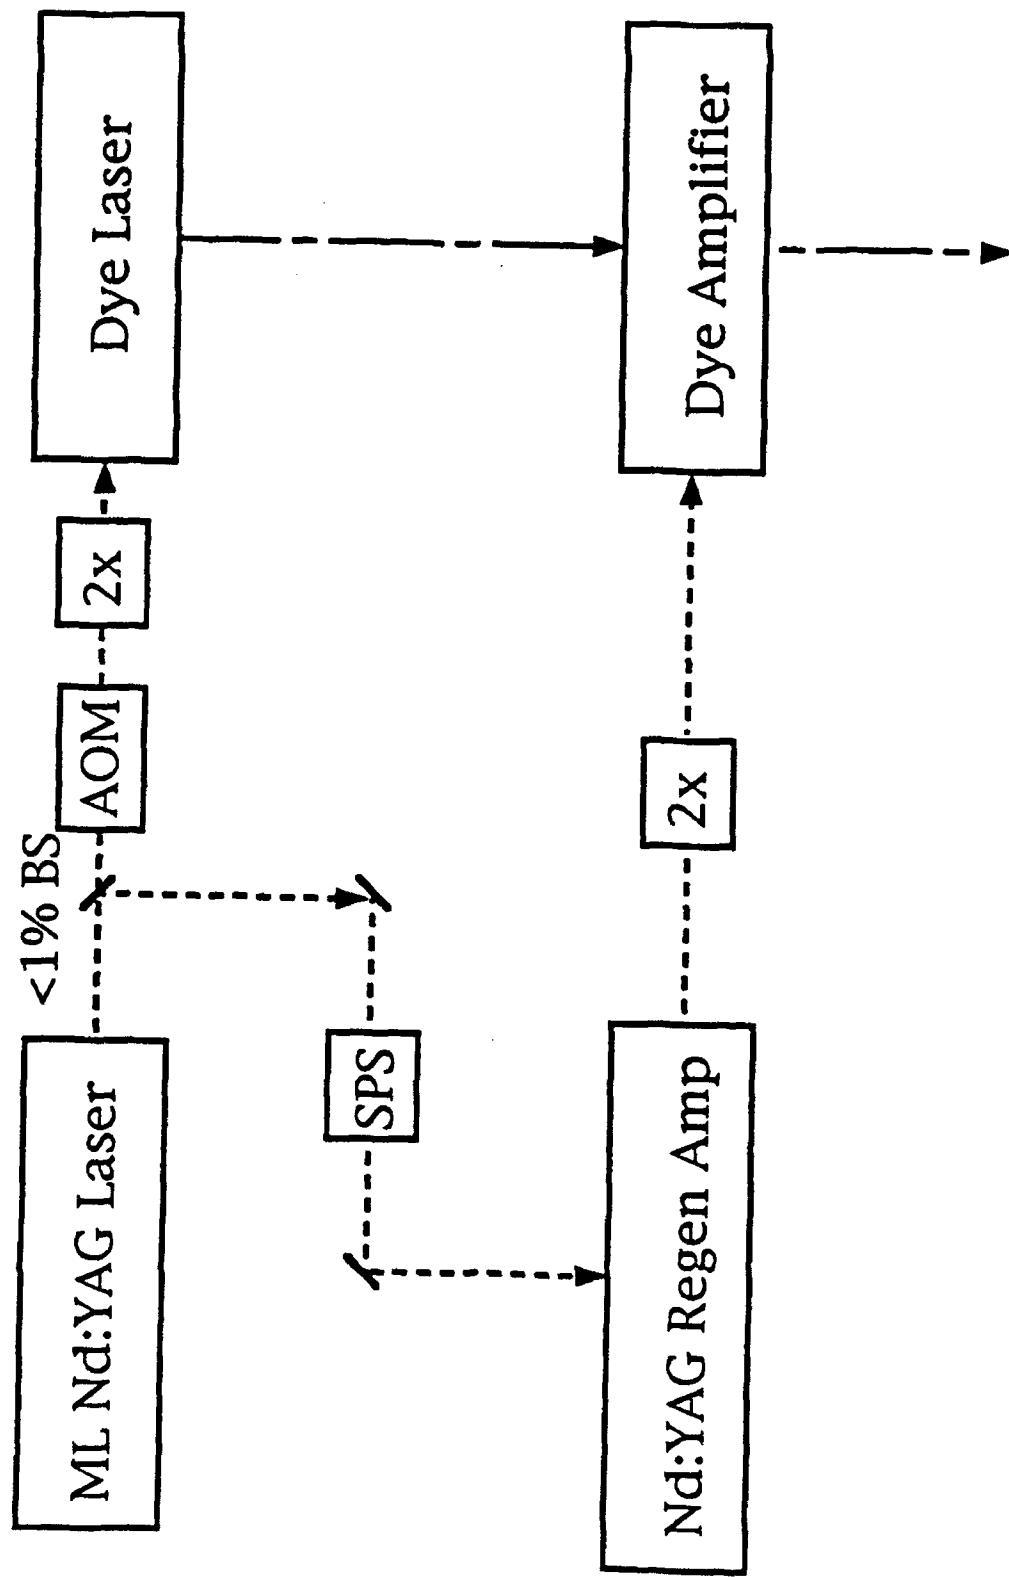 ML Nd:YAG Laser
<1% BS
AOM
2x
Dye Laser
SPS
Nd:YAG Regen Amp
2x
Dye Amplifier